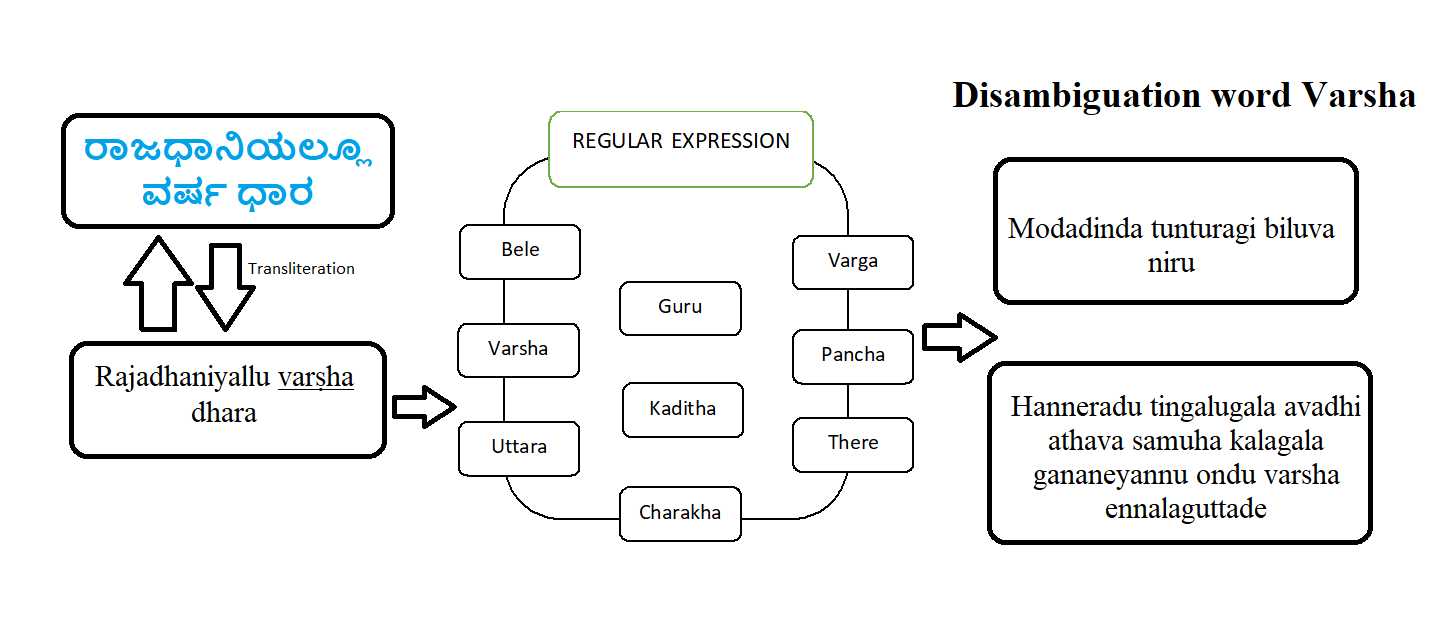 Disambiguation word Varsha
ರಾಜಧಾನಿಯಲ್ಲೂ
ವರ್ಷ ಧಾರ
Transliteration
Rajadhaniyallu varṣha
dhara
REGULAR EXPRESSION
Bele
Varsha
Uttara
Guru
Kaditha
Charakha
Varga
Pancha
There
Modadinda tunturagi biluva
niru
Hanneradu tingalugala avadhi
athava samuha kalagala
gananeyannu ondu varsha
ennalaguttade